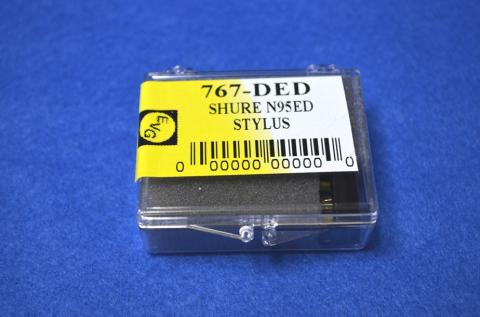 767-DED
SHURE N95ED
STYLUS
EVG
0 00000 00000 0